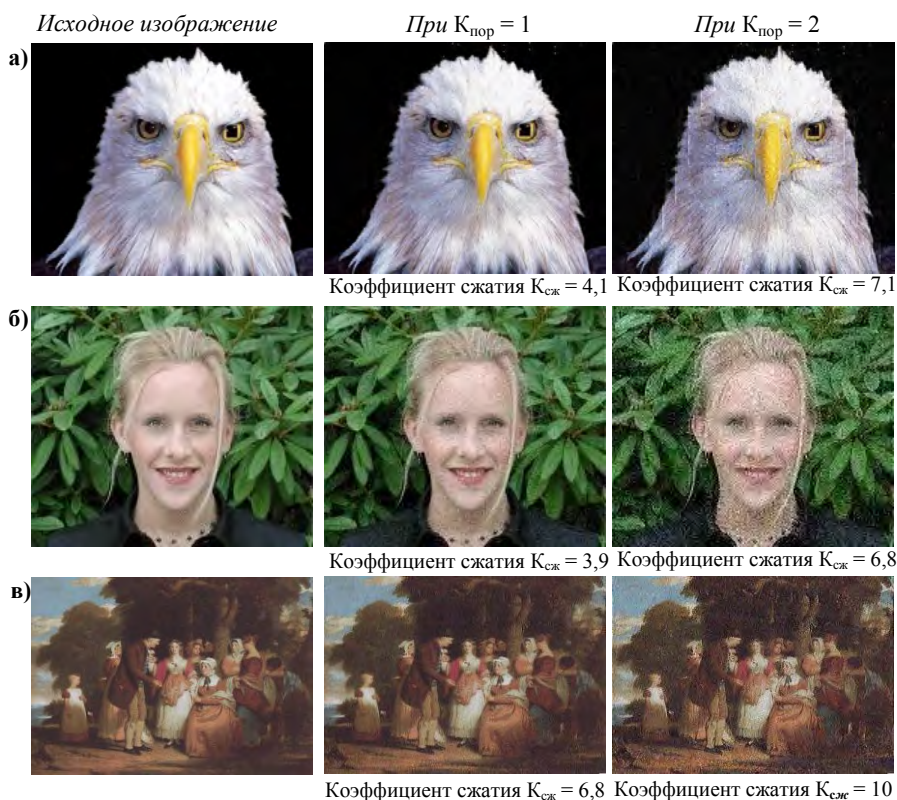 Исходное изображение При Кпор = 1 При Кпор = 2
а)
Коэффициент сжатия Ксж = 4,1 Коэффициент сжатия Ксж = 7,1
б)
Коэффициент сжатия Ксж = 3,9 Коэффициент сжатия Ксж = 6,8
в)
Коэффициент сжатия Ксж = 6,8 Коэффициент сжатия Ксж = 10